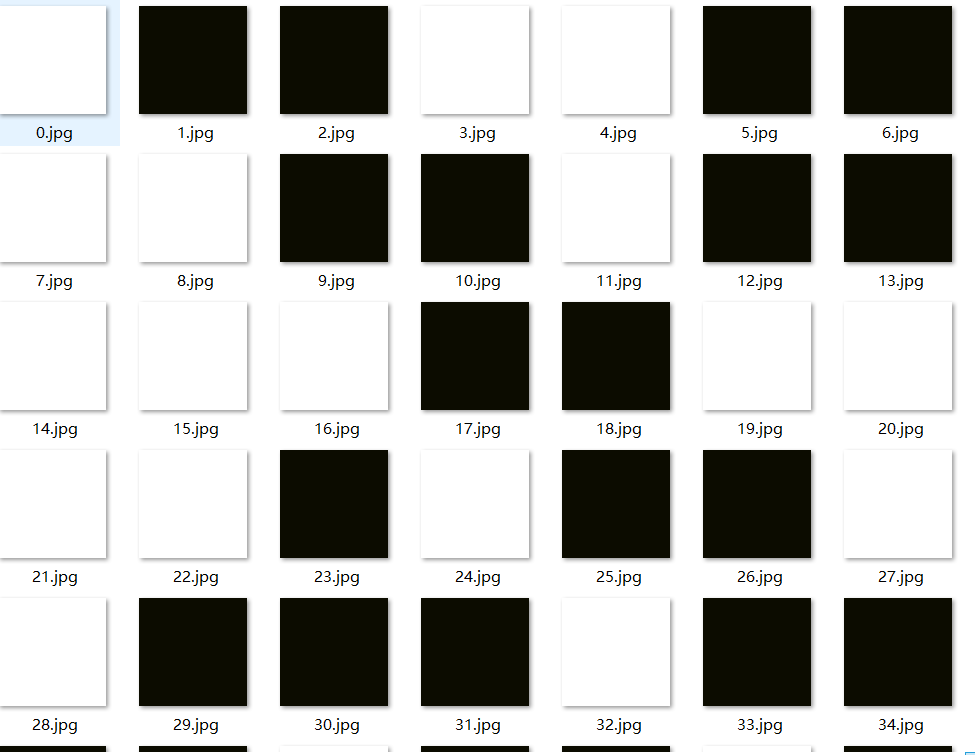 0.jpg 1.jpg 2.jpg 3.jpg 4.jpg 5.jpg 6.jpg
7.jpg 8.jpg 9.jpg 10.jpg 11.jpg 12.jpg 13.jpg
14.jpg 15.jpg 16.jpg 17.jpg 18.jpg 19.jpg 20.jpg
21.jpg 22.jpg 23.jpg 24.jpg 25.jpg 26.jpg 27.jpg
28.jpg 29.jpg 30.jpg 31.jpg 32.jpg 33.jpg 34.jpg